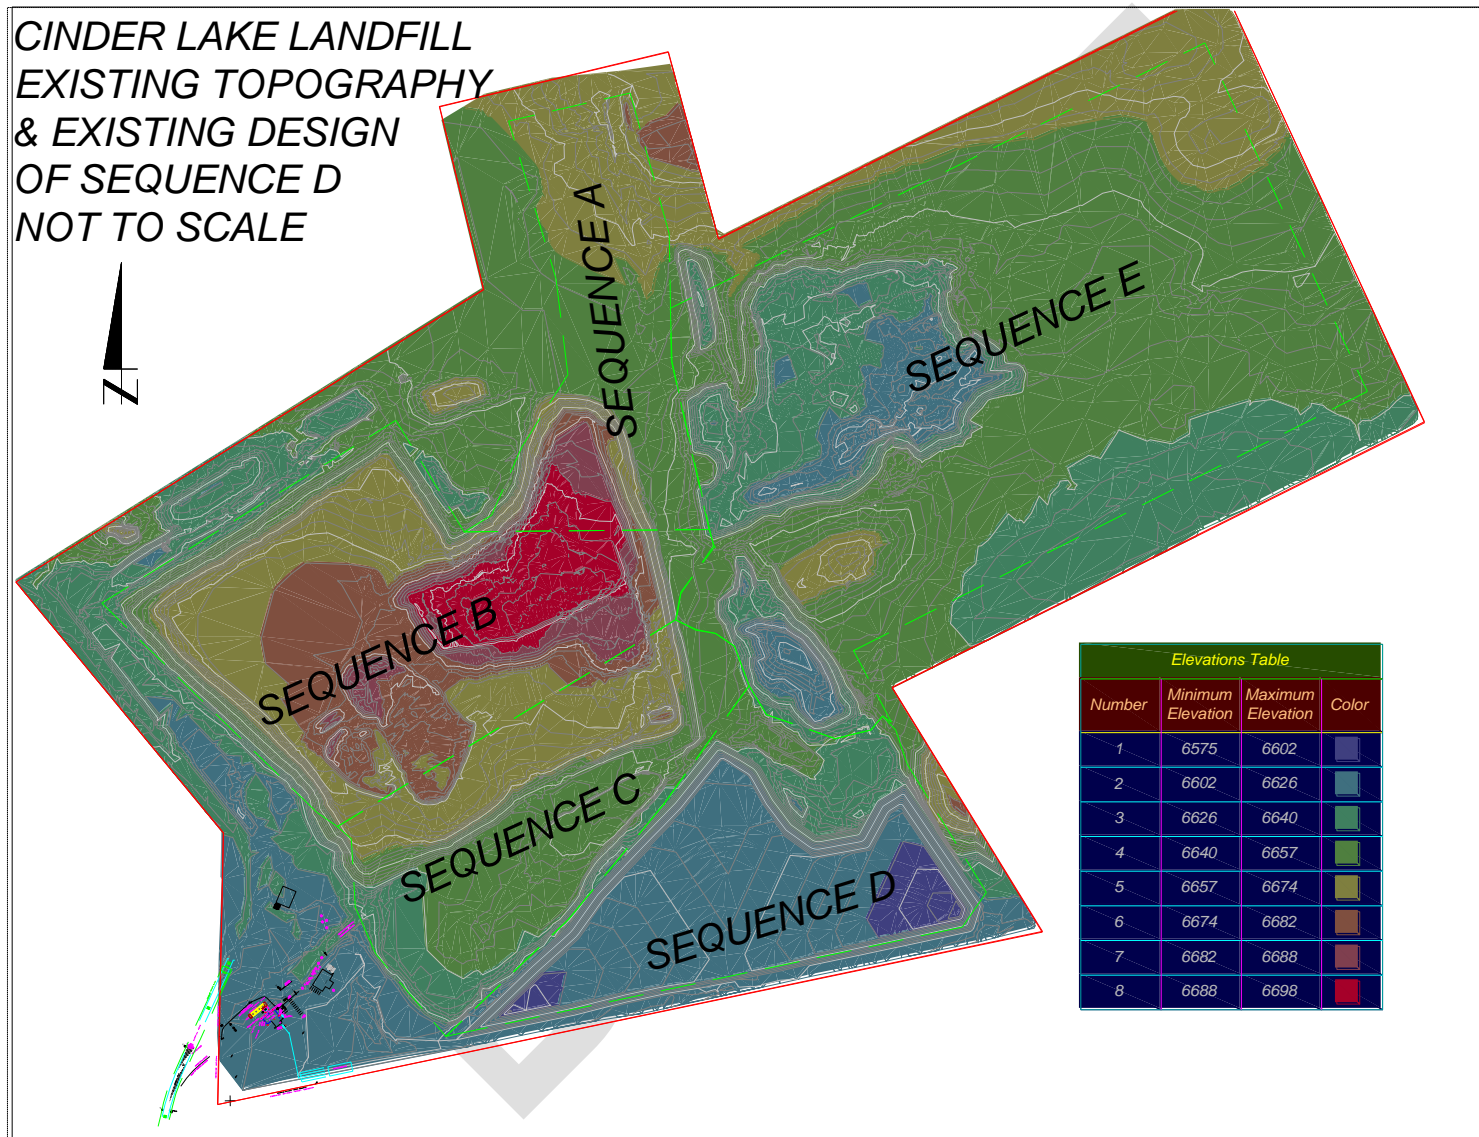 CINDER LAKE LANDFILL
EXISTING TOPOGRAPHY
& EXISTING DESIGN
OF SEQUENCE D
NOT TO SCALE
N
SEQUENCE A
SEQUENCE E
SEQUENCE B
SEQUENCE C
SEQUENCE D
Elevations Table
Number Minimum Elevation Maximum Elevation Color
1 6575 6602
2 6602 6626
3 6626 6640
4 6640 6657
5 6657 6674
6 6674 6682
7 6682 6688
8 6688 6698